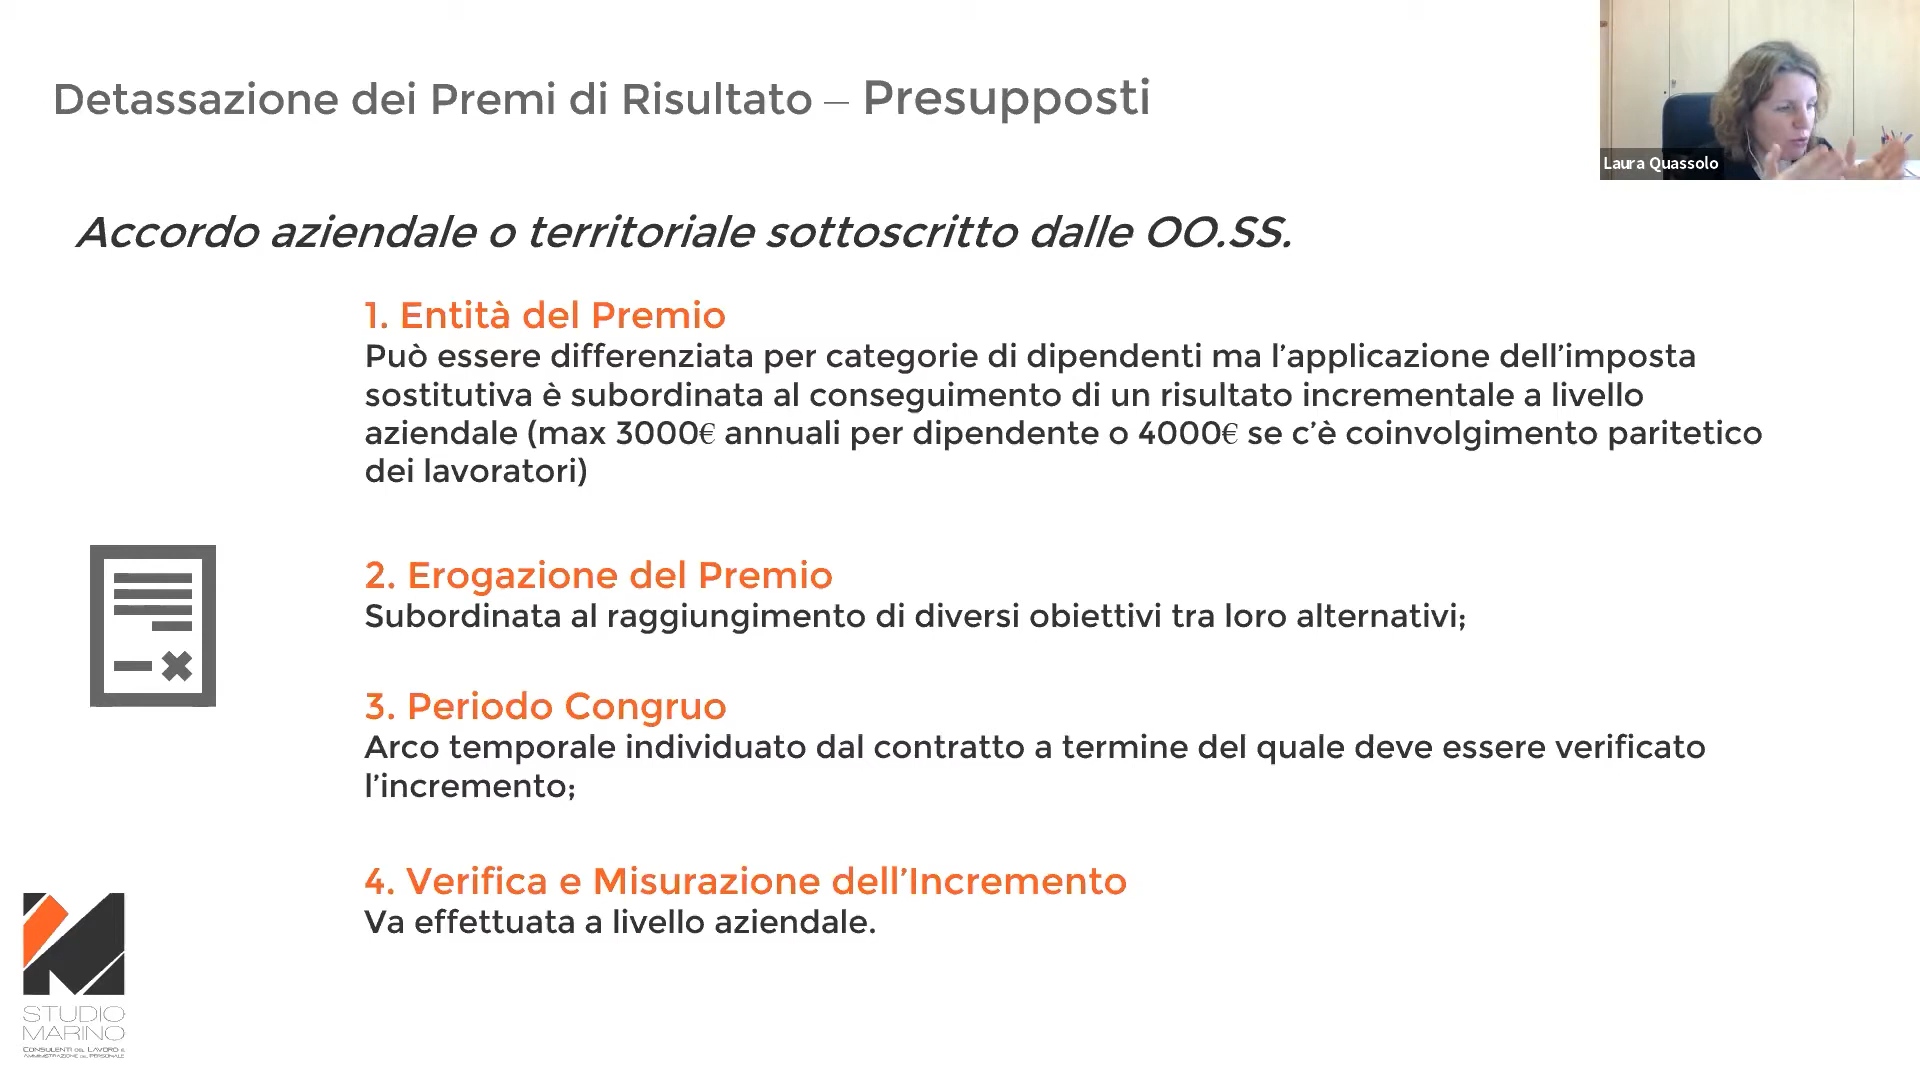 Detassazione dei Premi di Risultato – Presupposti
Laura Quassolo
Accordo aziendale o territoriale sottoscritto dalle OO.SS.
1. Entità del Premio
Può essere differenziata per categorie di dipendenti ma l’applicazione dell’imposta
sostitutiva è subordinata al conseguimento di un risultato incrementale a livello
aziendale (max 3000€ annuali per dipendente o 4000€ se c’è coinvolgimento paritetico
dei lavoratori)
2. Erogazione del Premio
Subordinata al raggiungimento di diversi obiettivi tra loro alternativi;
3. Periodo Congruo
Arco temporale individuato dal contratto a termine del quale deve essere verificato
l’incremento;
4. Verifica e Misurazione dell’Incremento
Va effettuata a livello aziendale.
STUDIO
MARINO
CONSULENTI DEL LAVORO E
AMMINISTRAZIONE DEL PERSONALE